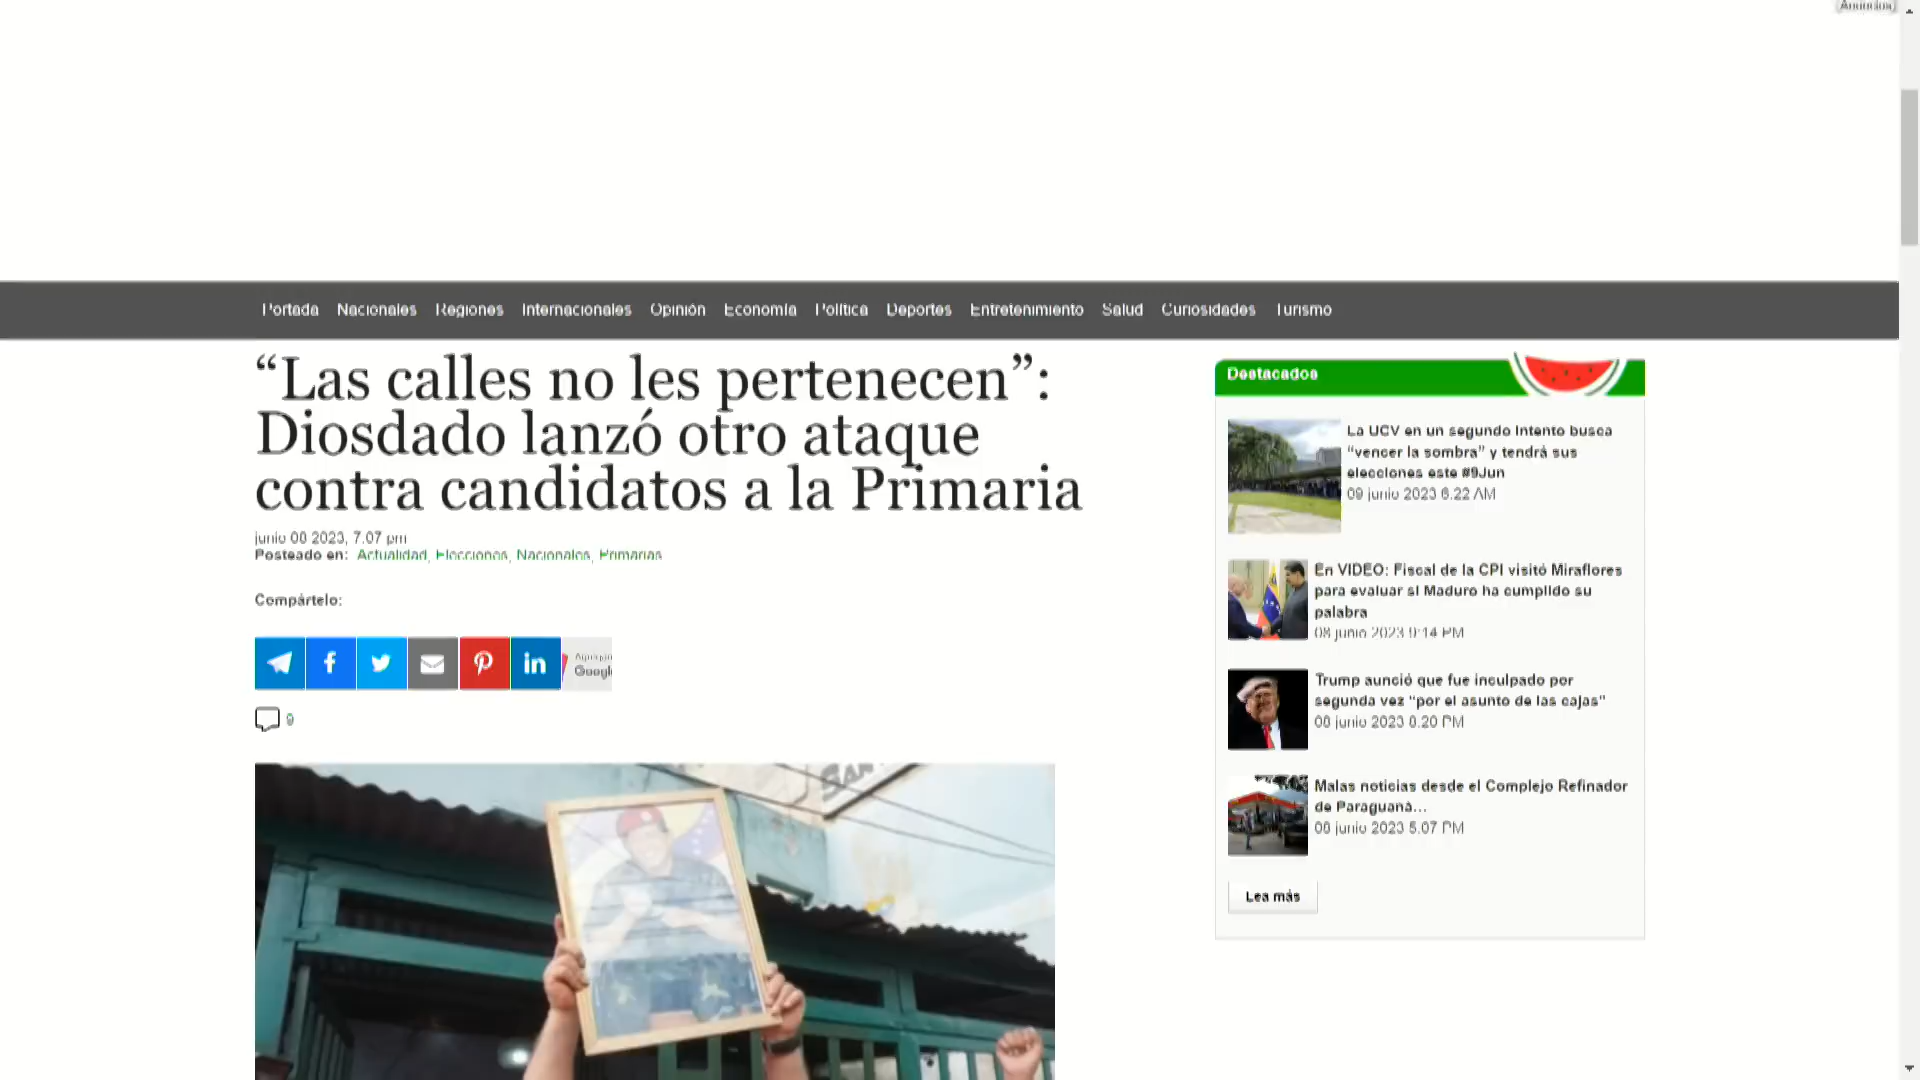 Portada Nacionales Regiones Internacionales Opinión Economía Política Deportes Entretenimiento Salud Curiosidades Turismo
“Las calles no les pertenecen”:
Diosdado lanzó otro ataque
contra candidatos a la Primaria
junio 08 2023, 7:07 pm
Posteado en: Actualidad, Elecciones, Nacionales, Primarias
Compártelo:
9
Destacados
La UCV en un segundo intento busca
“vencer la sombra” y tendrá sus
elecciones este #9Jun
09 junio 2023 6:22 AM
En VIDEO: Fiscal de la CPI visitó Miraflores
para evaluar si Maduro ha cumplido su
palabra
08 junio 2023 9:14 PM
Trump aunció que fue inculpado por
segunda vez “por el asunto de las cajas”
08 junio 2023 8:20 PM
Malas noticias desde el Complejo Refinador
de Paraguaná...
08 junio 2023 5:07 PM
Lea más